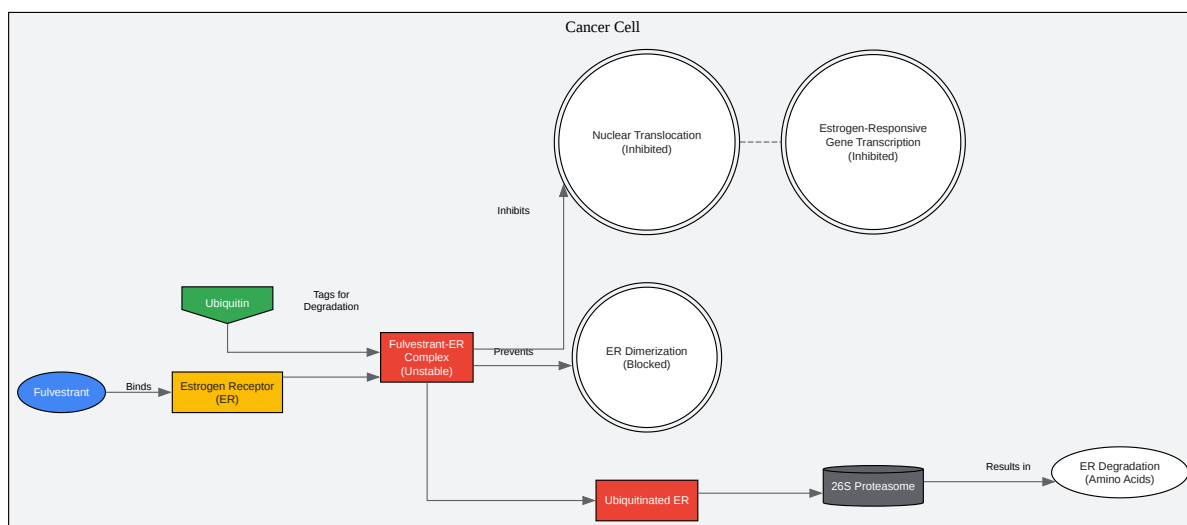 Cancer Cell
Nuclear Translocation
(Inhibited)
Estrogen-Responsive
Gene Transcription
(Inhibited)
Inhibits
Ubiquitin
Tags for
Degradation
Fulvestrant-ER
Complex
(Unstable)
Prevents
ER Dimerization
(Blocked)
Fulvestrant
Binds
Estrogen Receptor
(ER)
Ubiquitinated ER
26S Proteasome
Results in
ER Degradation
(Amino Acids)